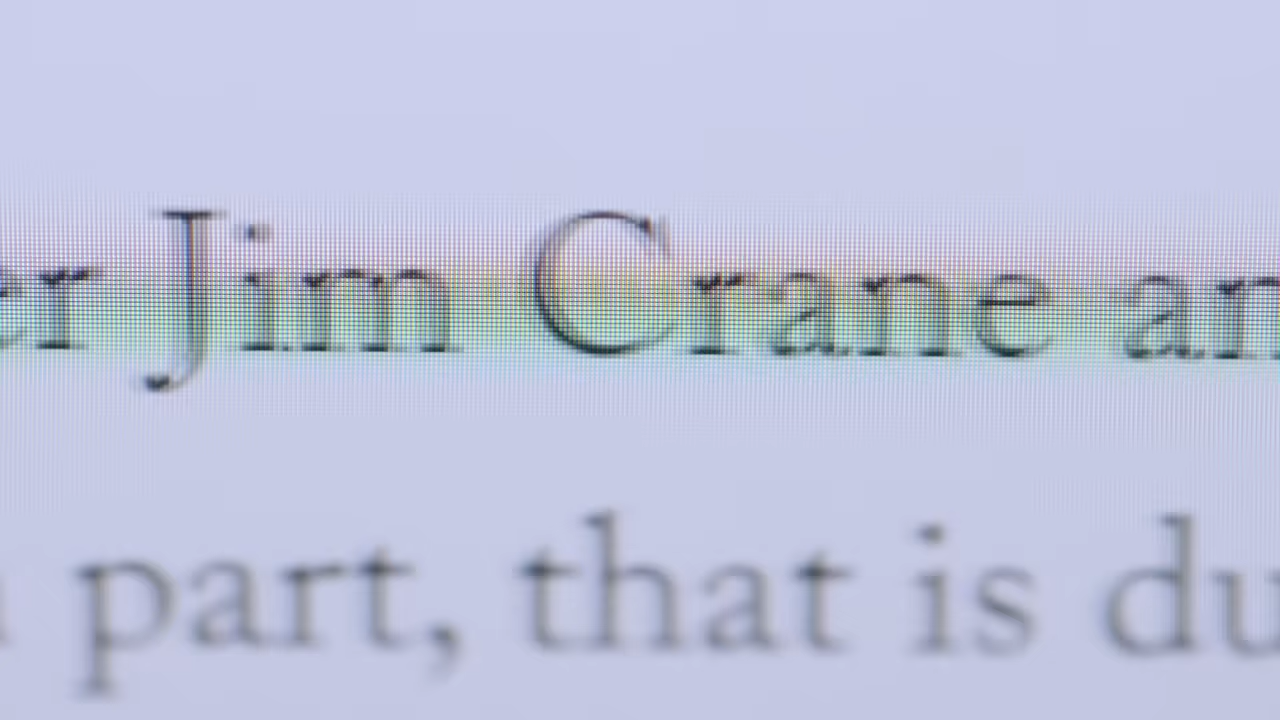 er Jim Crane an
part, that is du